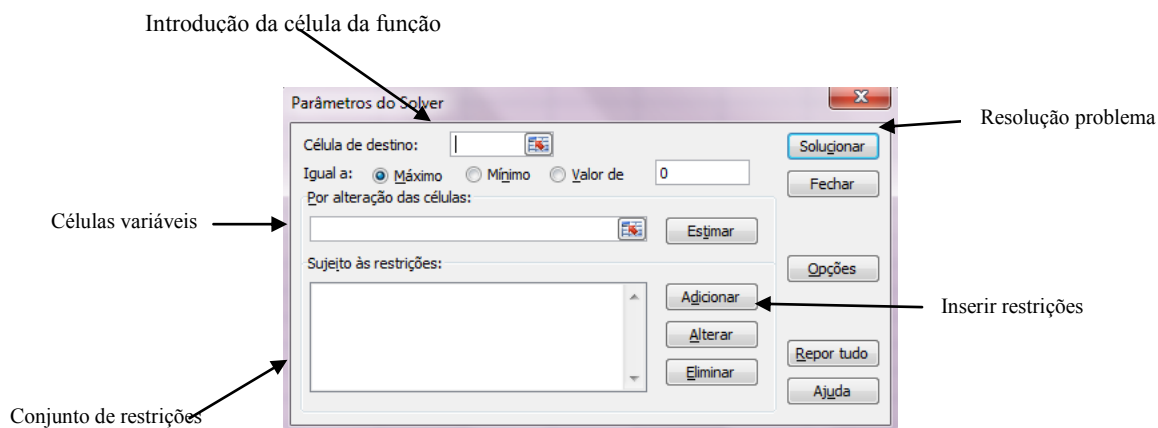 Introdução da célula da função
Parâmetros do Solver
Resolução problema
Célula de destino:
Solucionar
Igual a: Máximo Mínimo Valor de 0
Fechar
Por alteração das células:
Células variáveis
Estimar
Sujeito às restrições:
Opções
Adicionar
Inserir restrições
Alterar
Repor tudo
Eliminar
Ajuda
Conjunto de restrições